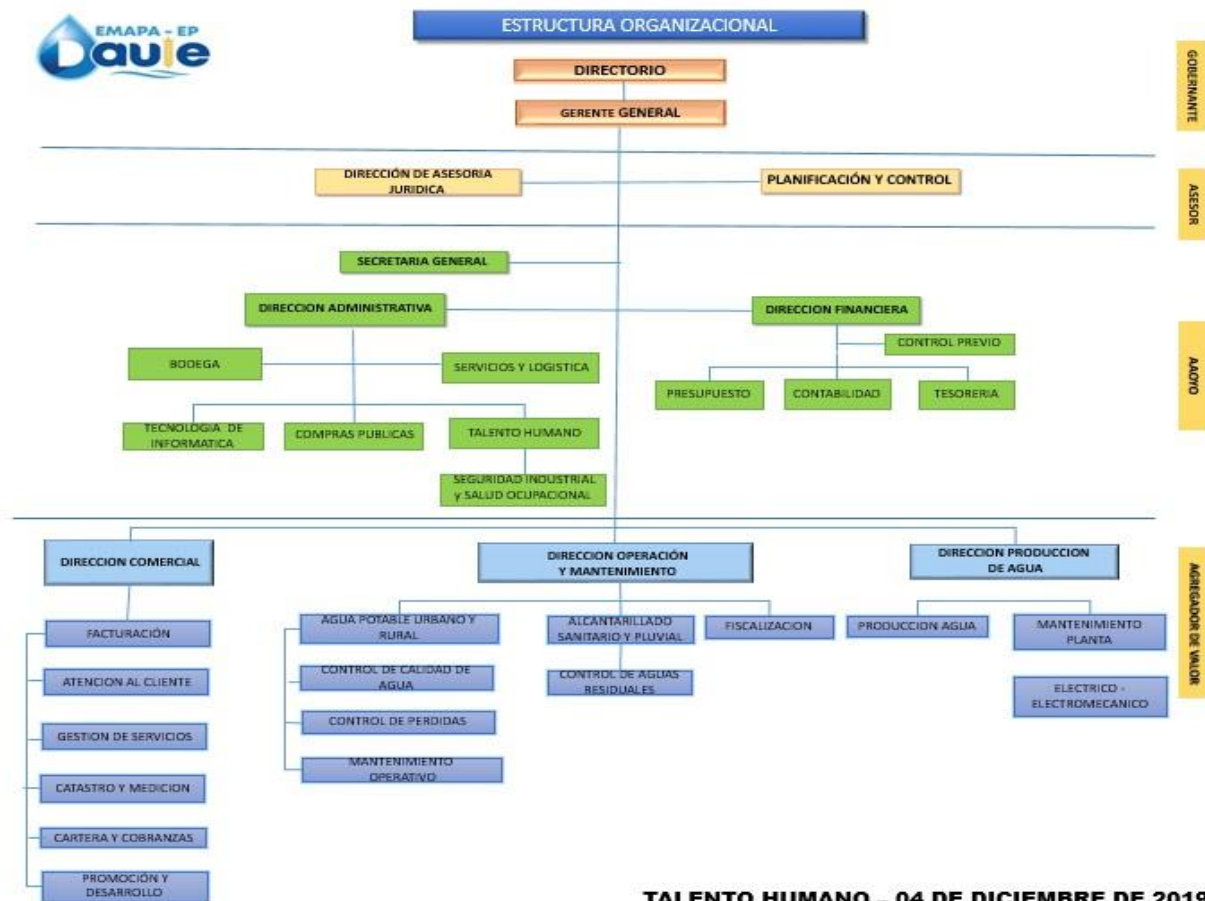 EMAPA - EP
Daule
ESTRUCTURA ORGANIZACIONAL
DIRECTORIO
GERENTE GENERAL
GOBERNANTE
DIRECCIÓN DE ASESORIA
JURIDICA
PLANIFICACIÓN Y CONTROL
ASESOR
SECRETARIA GENERAL
DIRECCION ADMINISTRATIVA
DIRECCION FINANCIERA
CONTROL PREVIO
BODEGA
SERVICIOS Y LOGISTICA
PRESUPUESTO
CONTABILIDAD
TESORERIA
AAOYO
TECNOLOGIA DE
INFORMATICA
COMPRAS PUBLICAS
TALENTO HUMANO
SEGURIDAD INDUSTRIAL
y SALUD OCUPACIONAL
DIRECCION COMERCIAL
DIRECCION OPERACIÓN
Y MANTENIMIENTO
DIRECCION PRODUCCION
DE AGUA
AGREGADOR DE VALOR
FACTURACIÓN
ATENCION AL CLIENTE
GESTION DE SERVICIOS
CATASTRO Y MEDICION
CARTERA Y COBRANZAS
PROMOCIÓN Y
DESARROLLO
AGUA POTABLE URBANO Y
RURAL
CONTROL DE CALIDAD DE
AGUA
CONTROL DE PERDIDAS
MANTENIMIENTO
OPERATIVO
ALCANTARILLADO
SANITARIO Y PLUVIAL
CONTROL DE AGUAS
RESIDUALES
FISCALIZACION
PRODUCCION AGUA
MANTENIMIENTO
PLANTA
ELECTRICO -
ELECTROMECANICO
TALENTO HUMANO - 04 DE DICIEMBRE DE 2019